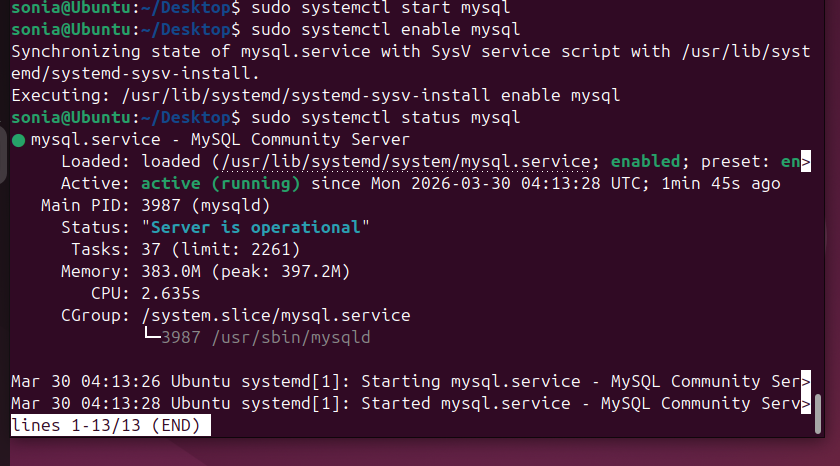 sonia@Ubuntu:~/Desktop$ sudo systemctl start mysql
sonia@Ubuntu:~/Desktop$ sudo systemctl enable mysql
Synchronizing state of mysql.service with SysV service script with /usr/lib/syst
emd/systemd-sysv-install.
Executing: /usr/lib/systemd/systemd-sysv-install enable mysql
sonia@Ubuntu:~/Desktop$ sudo systemctl status mysql
● mysql.service - MySQL Community Server
Loaded: loaded (/usr/lib/systemd/system/mysql.service; enabled; preset: en>
Active: active (running) since Mon 2026-03-30 04:13:28 UTC; 1min 45s ago
Main PID: 3987 (mysqld)
Status: "Server is operational"
Tasks: 37 (limit: 2261)
Memory: 383.0M (peak: 397.2M)
CPU: 2.635s
CGroup: /system.slice/mysql.service
└─3987 /usr/sbin/mysqld
Mar 30 04:13:26 Ubuntu systemd[1]: Starting mysql.service - MySQL Community Ser>
Mar 30 04:13:28 Ubuntu systemd[1]: Started mysql.service - MySQL Community Serv>
lines 1-13/13 (END)